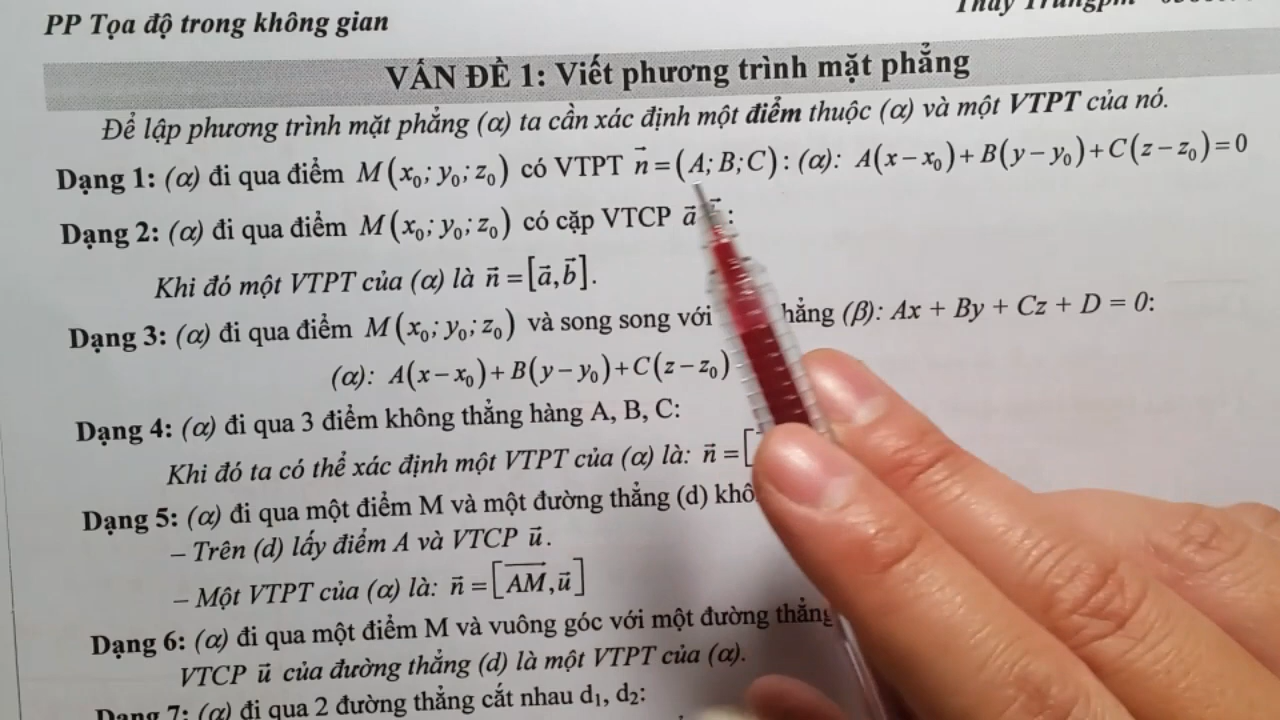 PP Tọa độ trong không gian
VẤN ĐỀ 1: Viết phương trình mặt phẳng
Để lập phương trình mặt phẳng (α) ta cần xác định một điểm thuộc (α) và một VTPT của nó.
Dạng 1: (α) đi qua điểm M(x₀; y₀; z₀) có VTPT n⃗ = (A; B; C) : (α): A(x − x₀) + B(y − y₀) + C(z − z₀) = 0
Dạng 2: (α) đi qua điểm M(x₀; y₀; z₀) có cặp VTCP a⃗ :
Khi đó một VTPT của (α) là n⃗ = [a⃗, b⃗].
Dạng 3: (α) đi qua điểm M(x₀; y₀; z₀) và song song với (β): Ax + By + Cz + D = 0:
(α): A(x − x₀) + B(y − y₀) + C(z − z₀)
Dạng 4: (α) đi qua 3 điểm không thẳng hàng A, B, C:
Khi đó ta có thể xác định một VTPT của (α) là: n⃗ = [
Dạng 5: (α) đi qua một điểm M và một đường thẳng (d)
– Trên (d) lấy điểm A và VTCP u⃗.
– Một VTPT của (α) là: n⃗ = [AM⃗, u⃗]
Dạng 6: (α) đi qua một điểm M và vuông góc với một đường thẳng
VTCP u⃗ của đường thẳng (d) là một VTPT của (α).
Dạng 7: (α) đi qua 2 đường thẳng cắt nhau d₁, d₂: